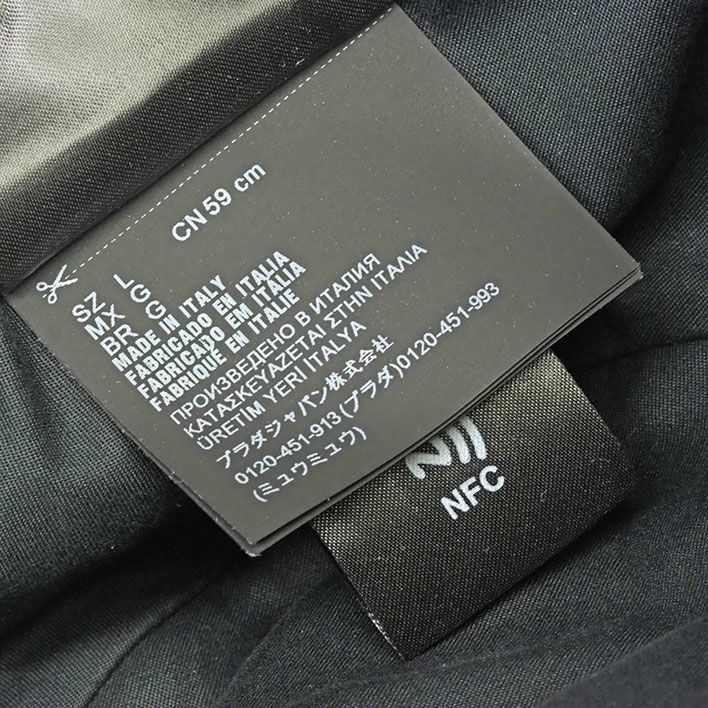 CN 59 cm
SZ L
MX G
BR G
MADE IN ITALY
FABRICADO EN ITALIA
FABRICADO EM ITALIA
FABRIQUE EN ITALIE
ПРОИЗВЕДЕНО В ИТАЛИЯ
ΚΑΤΑΣΚΕΥΑΖΕΤΑΙ ΣΤΗΝ ΙΤΑΛΙΑ
ÜRETİM YERİ İTALYA
プラダジャパン株式会社
0120-451-913(プラダ)0120-451-993
(ミュウミュウ)
NFC